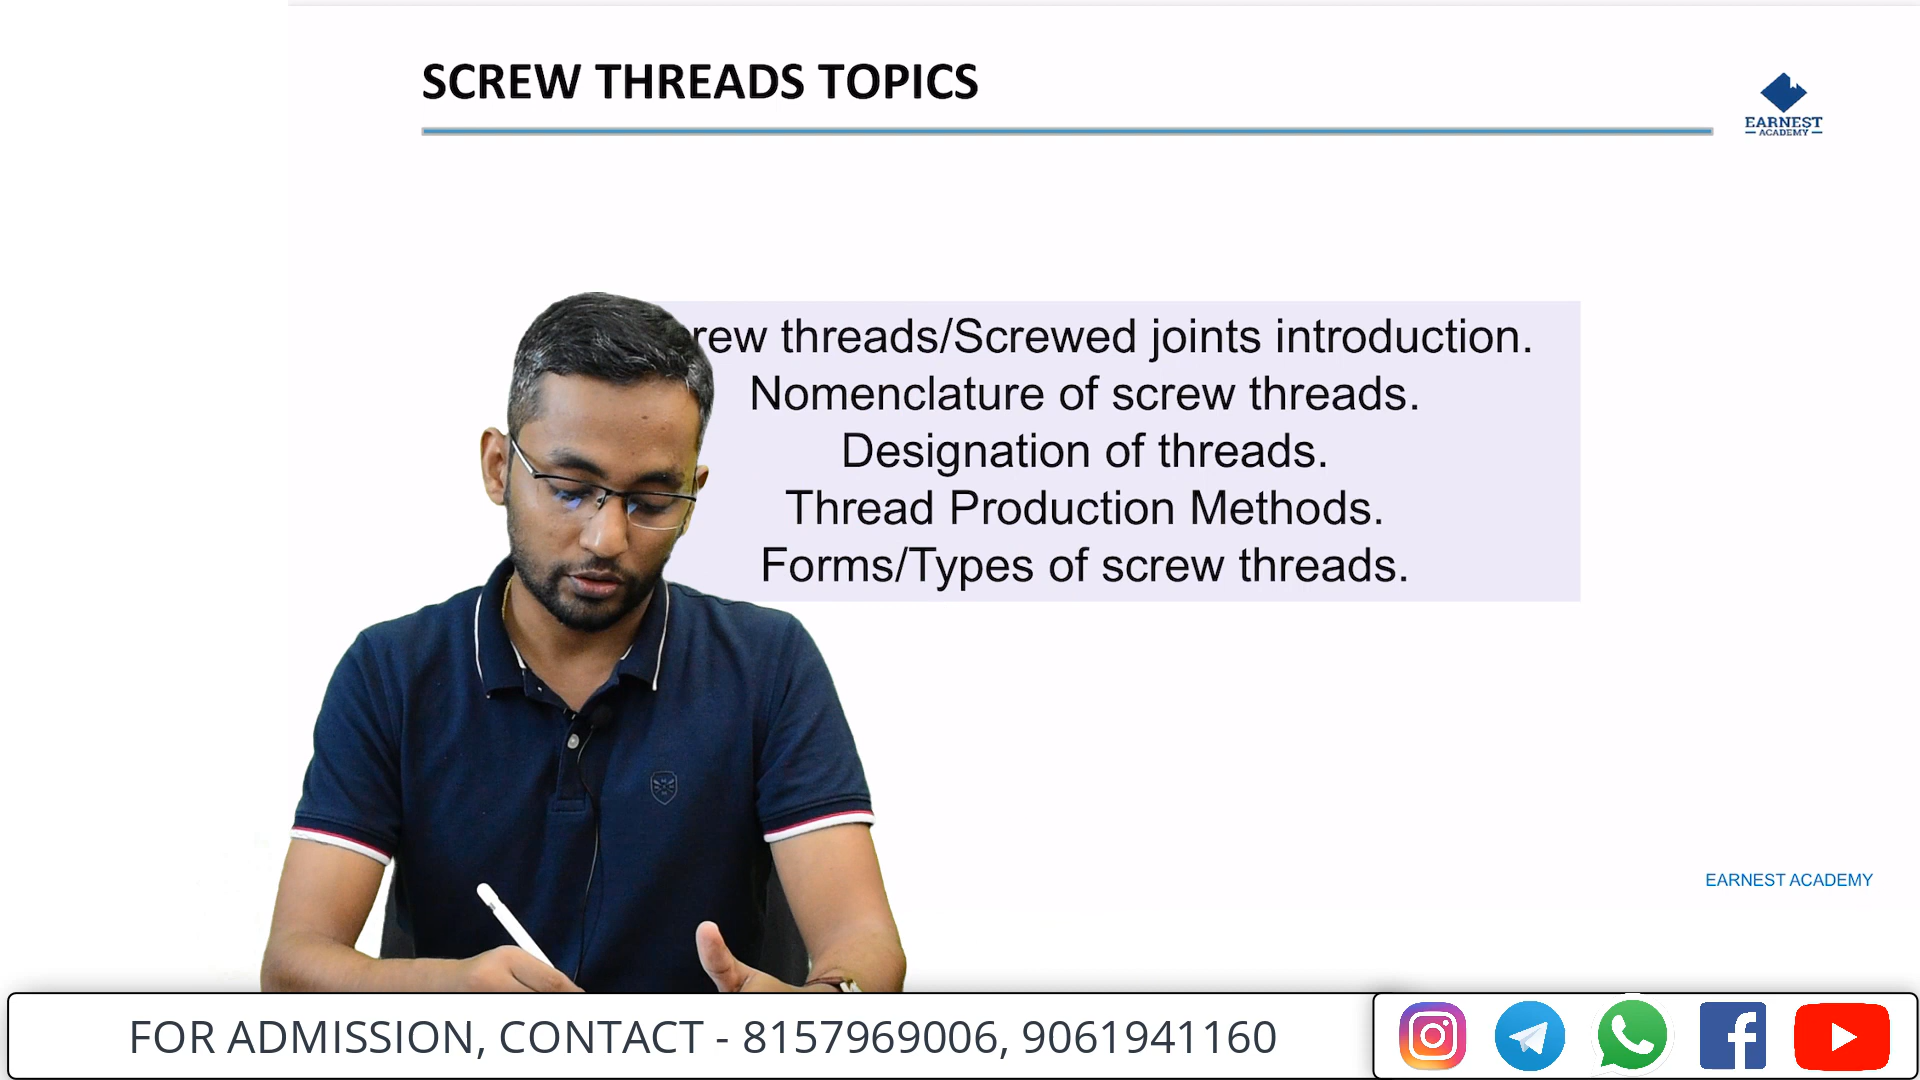 SCREW THREADS TOPICS
EARNEST
ACADEMY
rew threads/Screwed joints introduction.
Nomenclature of screw threads.
Designation of threads.
Thread Production Methods.
Forms/Types of screw threads.
EARNEST ACADEMY
FOR ADMISSION, CONTACT - 8157969006, 9061941160